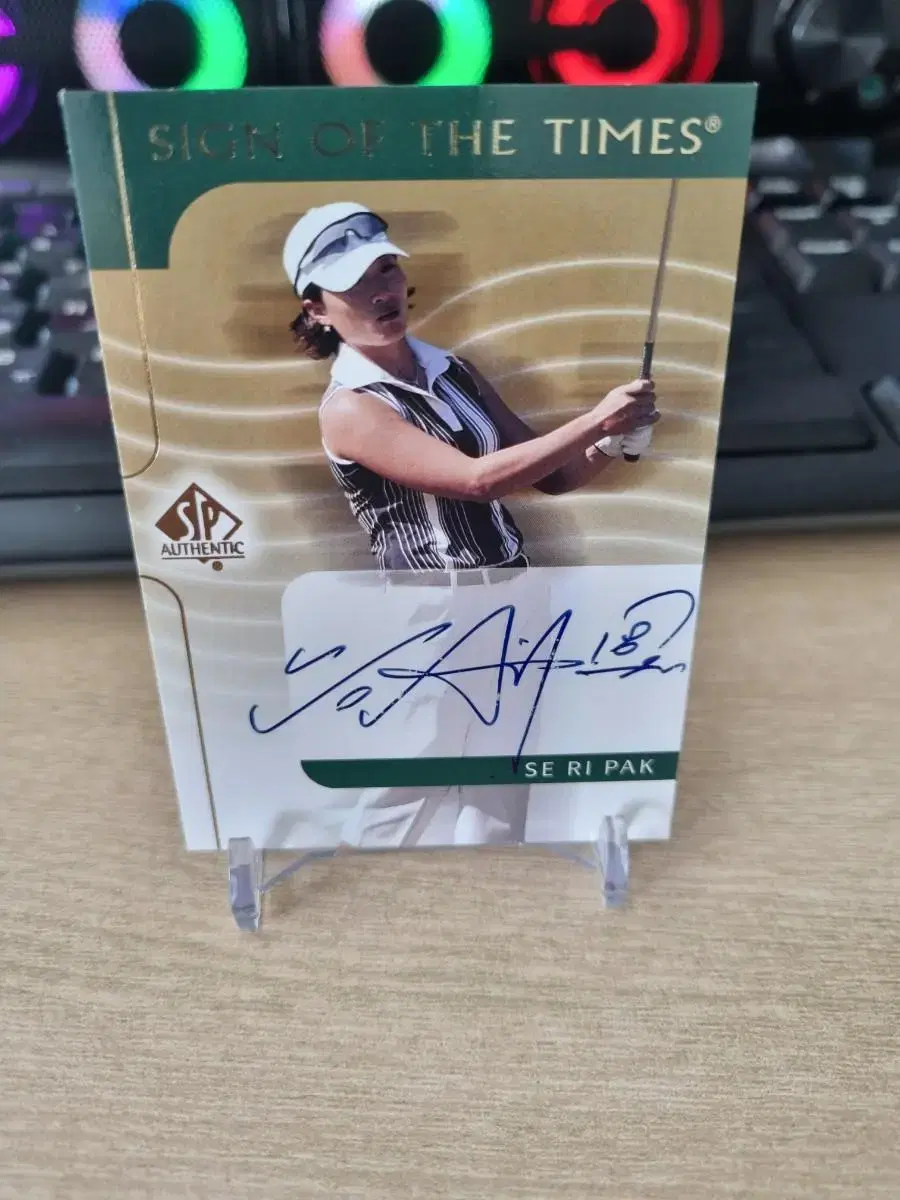 SIGN OF THE TIMES®
SP
AUTHENTIC
SE RI PAK